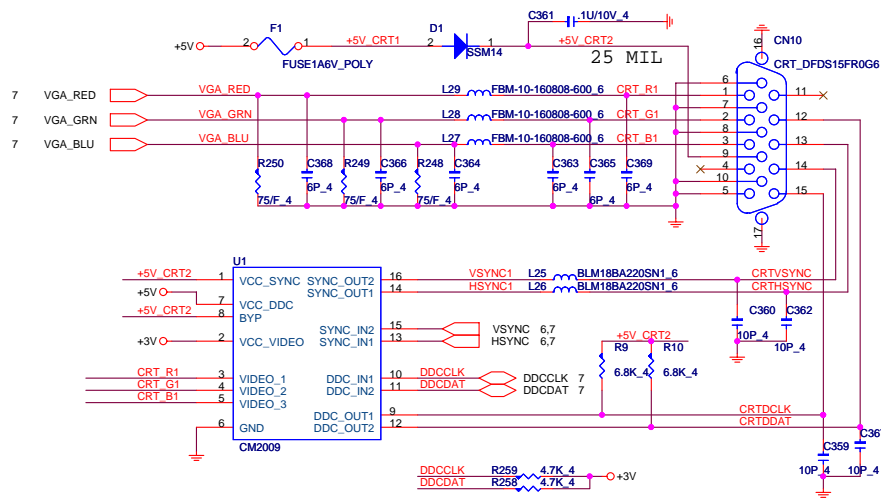 C361 .1U/10V_4
16
F1 D1 CN10
+5V 2 1 +5V_CRT1 2 1 +5V_CRT2 CRT_DFDS15FR0G6
FUSE1A6V_POLY SSM14 25 MIL
7 VGA_RED VGA_RED L29 FBM-10-160808-600_6 CRT_R1 6 1 11
7 VGA_GRN VGA_GRN L28 FBM-10-160808-600_6 CRT_G1 7 2 12
7 VGA_BLU VGA_BLU L27 FBM-10-160808-600_6 CRT_B1 8 3 13
9 4 14
10 5 15
R250 C368 R249 C366 R248 C364 C363 C365 C369
75/F_4 6P_4 75/F_4 6P_4 75/F_4 6P_4 6P_4 6P_4 6P_4
17
U1
+5V_CRT2 1 VCC_SYNC SYNC_OUT2 16 VSYNC1 L25 BLM18BA220SN1_6 CRTVSYNC
+5V SYNC_OUT1 14 HSYNC1 L26 BLM18BA220SN1_6 CRTHSYNC
7 VCC_DDC
+5V_CRT2 8 BYP
C360 C362
10P_4 10P_4
SYNC_IN2 15 VSYNC 6,7
+3V 2 VCC_VIDEO SYNC_IN1 13 HSYNC 6,7
+5V_CRT2
R9 R10
6.8K_4 6.8K_4
CRT_R1 3 VIDEO_1 DDC_IN1 10 DDCCLK DDCCLK 7
CRT_G1 4 VIDEO_2 DDC_IN2 11 DDCDAT DDCDAT 7
CRT_B1 5 VIDEO_3
DDC_OUT1 9 CRTDCLK
6 GND DDC_OUT2 12 CRTDDAT
CM2009
C359 C36
10P_4 10P_4
DDCCLK R259 4.7K_4 +3V
DDCDAT R258 4.7K_4